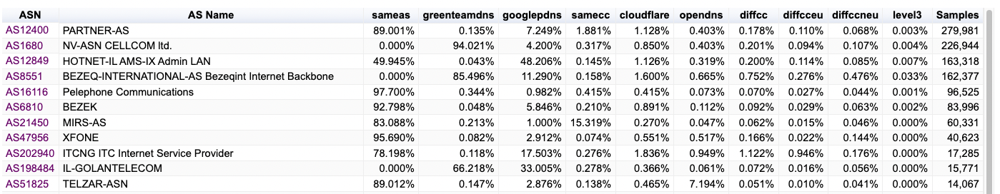 ASN AS Name sameas greenteamdns googlepdns samecc cloudflare opendns diffcc diffcceu diffccneu level3 Samples
AS12400 PARTNER-AS 89.001% 0.135% 7.249% 1.881% 1.128% 0.403% 0.178% 0.110% 0.068% 0.003% 279,981
AS1680 NV-ASN CELLCOM ltd. 0.000% 94.021% 4.200% 0.317% 0.850% 0.403% 0.201% 0.094% 0.107% 0.004% 226,944
AS12849 HOTNET-IL AMS-IX Admin LAN 49.945% 0.043% 48.206% 0.145% 1.126% 0.319% 0.200% 0.114% 0.085% 0.007% 163,318
AS8551 BEZEQ-INTERNATIONAL-AS Bezeqint Internet Backbone 0.000% 85.496% 11.290% 0.158% 1.600% 0.665% 0.752% 0.276% 0.476% 0.033% 162,377
AS16116 Pelephone Communications 97.700% 0.344% 0.982% 0.415% 0.415% 0.073% 0.070% 0.027% 0.044% 0.001% 96,525
AS6810 BEZEK 92.798% 0.048% 5.846% 0.210% 0.891% 0.112% 0.092% 0.029% 0.063% 0.002% 83,996
AS21450 MIRS-AS 83.088% 0.213% 1.000% 15.319% 0.270% 0.047% 0.062% 0.015% 0.046% 0.000% 60,331
AS47956 XFONE 95.690% 0.082% 2.912% 0.074% 0.551% 0.517% 0.166% 0.022% 0.144% 0.000% 40,623
AS202940 ITCNG ITC Internet Service Provider 78.198% 0.118% 17.503% 0.276% 1.836% 0.949% 1.122% 0.946% 0.176% 0.000% 17,285
AS198484 IL-GOLANTELECOM 0.000% 66.218% 33.005% 0.278% 0.366% 0.061% 0.072% 0.016% 0.056% 0.000% 15,771
AS51825 TELZAR-ASN 89.012% 0.147% 2.876% 0.138% 0.465% 7.194% 0.051% 0.010% 0.041% 0.000% 14,067